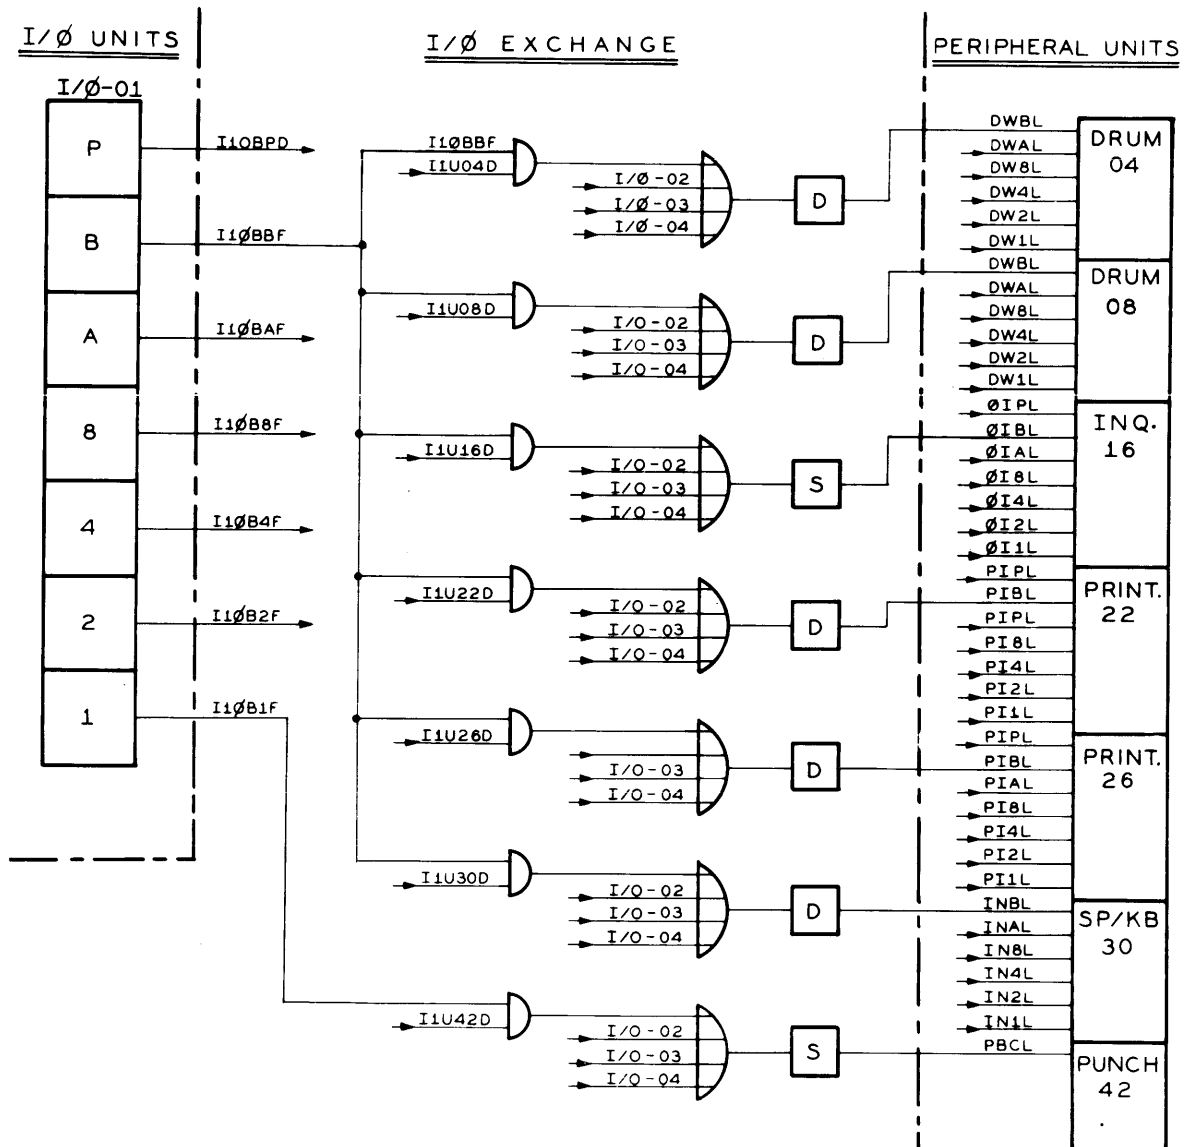 I/Ø UNITS
I/Ø EXCHANGE
PERIPHERAL UNITS
I/Ø-01
P
I1OBPD
B
I1ØBBF
A
I1ØBAF
8
I1ØB8F
4
I1ØB4F
2
I1ØB2F
1
I1ØB1F
I1ØBBF
I1U04D
I/Ø-02
I/Ø-03
I/Ø-04
D
I1U08D
I/O-02
I/O-03
I/O-04
D
I1U16D
I/O-02
I/O-03
I/O-04
S
I1U22D
I/O-02
I/O-03
I/O-04
D
I1U26D
I/O-03
I/O-04
D
I1U30D
I/O-02
I/O-03
I/O-04
D
I1U42D
I/O-02
I/O-03
I/O-04
S
DWBL
DWAL
DW8L
DW4L
DW2L
DW1L
DRUM
04
DWBL
DWAL
DW8L
DW4L
DW2L
DW1L
DRUM
08
ØIPL
ØIBL
ØIAL
ØI8L
ØI4L
ØI2L
ØI1L
INQ.
16
PIPL
PIBL
PIPL
PI8L
PI4L
PI2L
PI1L
PRINT.
22
PIPL
PIBL
PIAL
PI8L
PI4L
PI2L
PI1L
PRINT.
26
INBL
INAL
IN8L
IN4L
IN2L
IN1L
SP/KB
30
PBCL
PUNCH
42